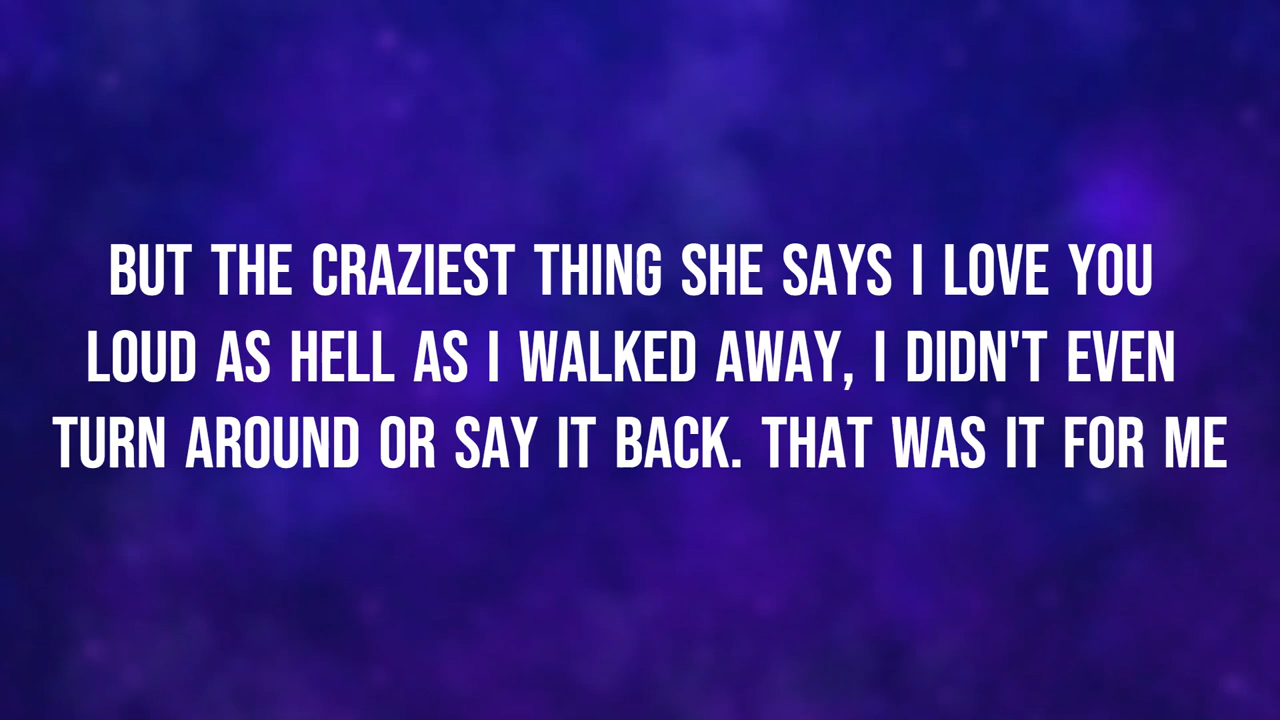 BUT THE CRAZIEST THING SHE SAYS I LOVE YOU
LOUD AS HELL AS I WALKED AWAY, I DIDN'T EVEN
TURN AROUND OR SAY IT BACK. THAT WAS IT FOR ME